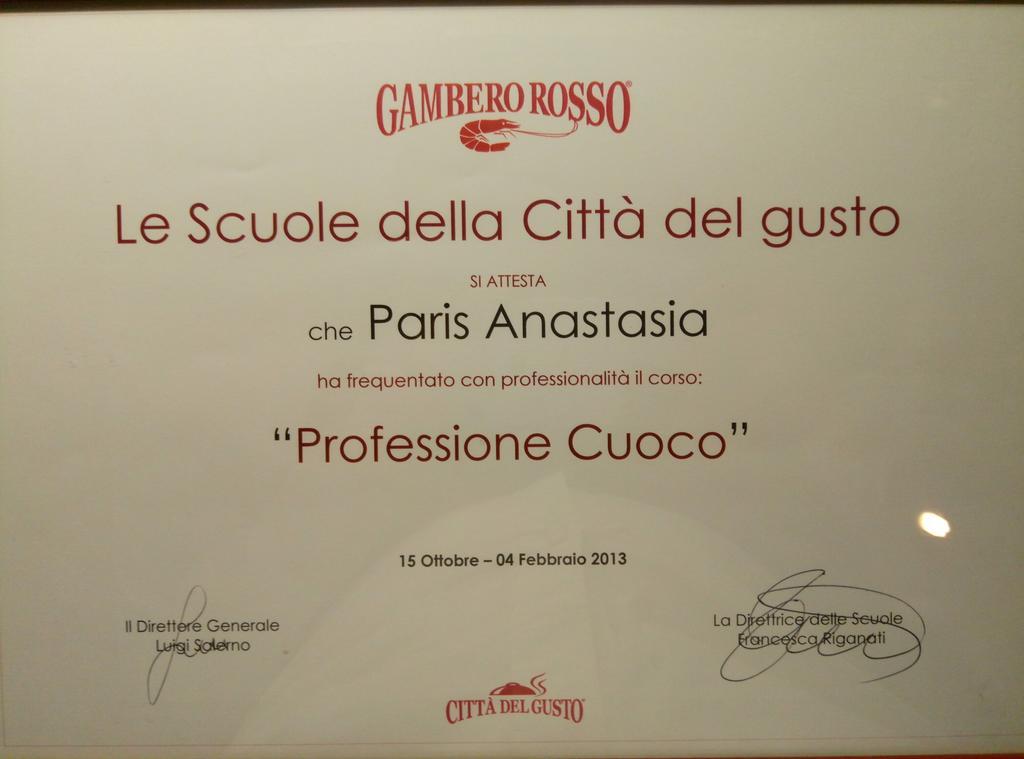 GAMBERO ROSSO®
Le Scuole della Città del gusto
SI ATTESTA
che Paris Anastasia
ha frequentato con professionalità il corso:
“Professione Cuoco”
15 Ottobre – 04 Febbraio 2013
Il Direttore Generale
Luigi Salerno
La Direttrice delle Scuole
Francesca Riganati
CITTÀ DEL GUSTO®